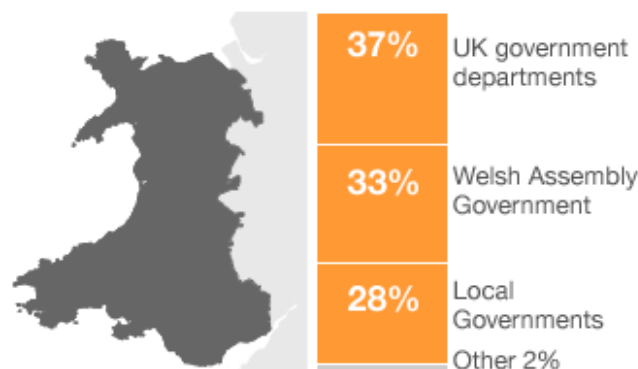 37%
UK government
departments
33%
Welsh Assembly
Government
28%
Local
Governments
Other 2%